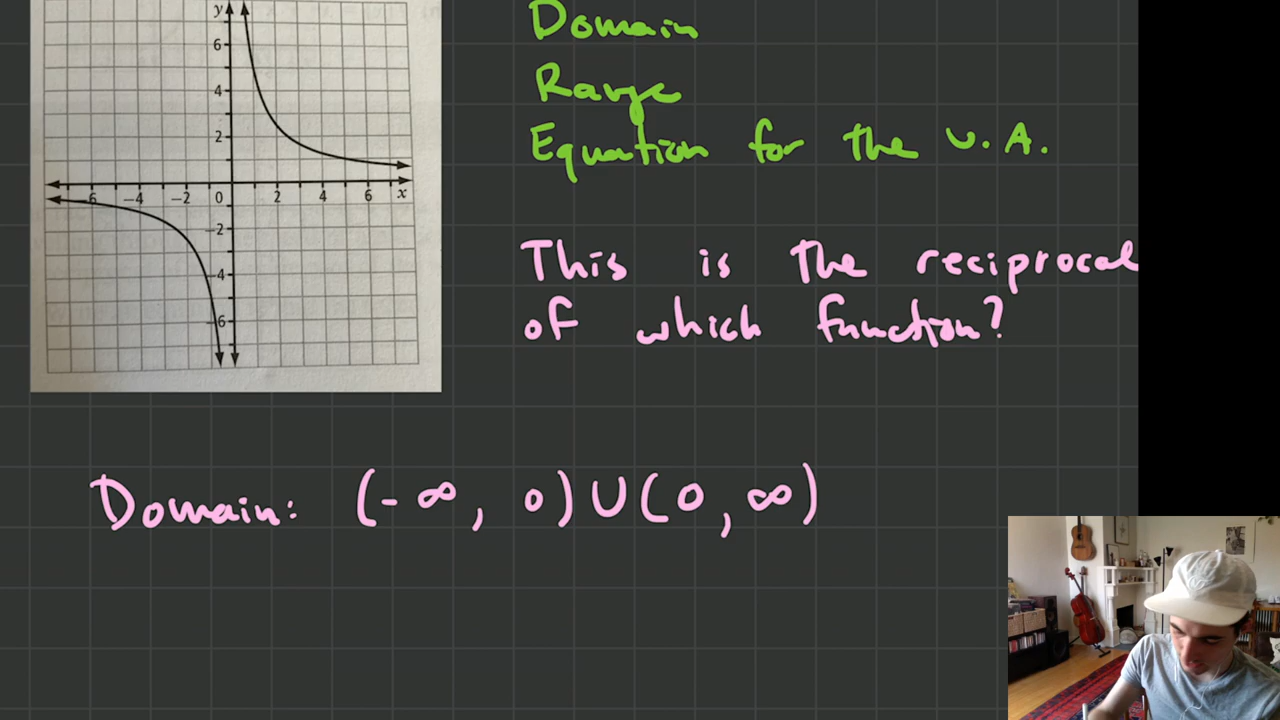 y
6
4
2
-6 -4 -2 0 2 4 6 x
-2
-4
-6
Domain
Range
Equation for the V.A.
This is the reciprocal
of which function?
Domain: (-∞, 0)∪(0, ∞)